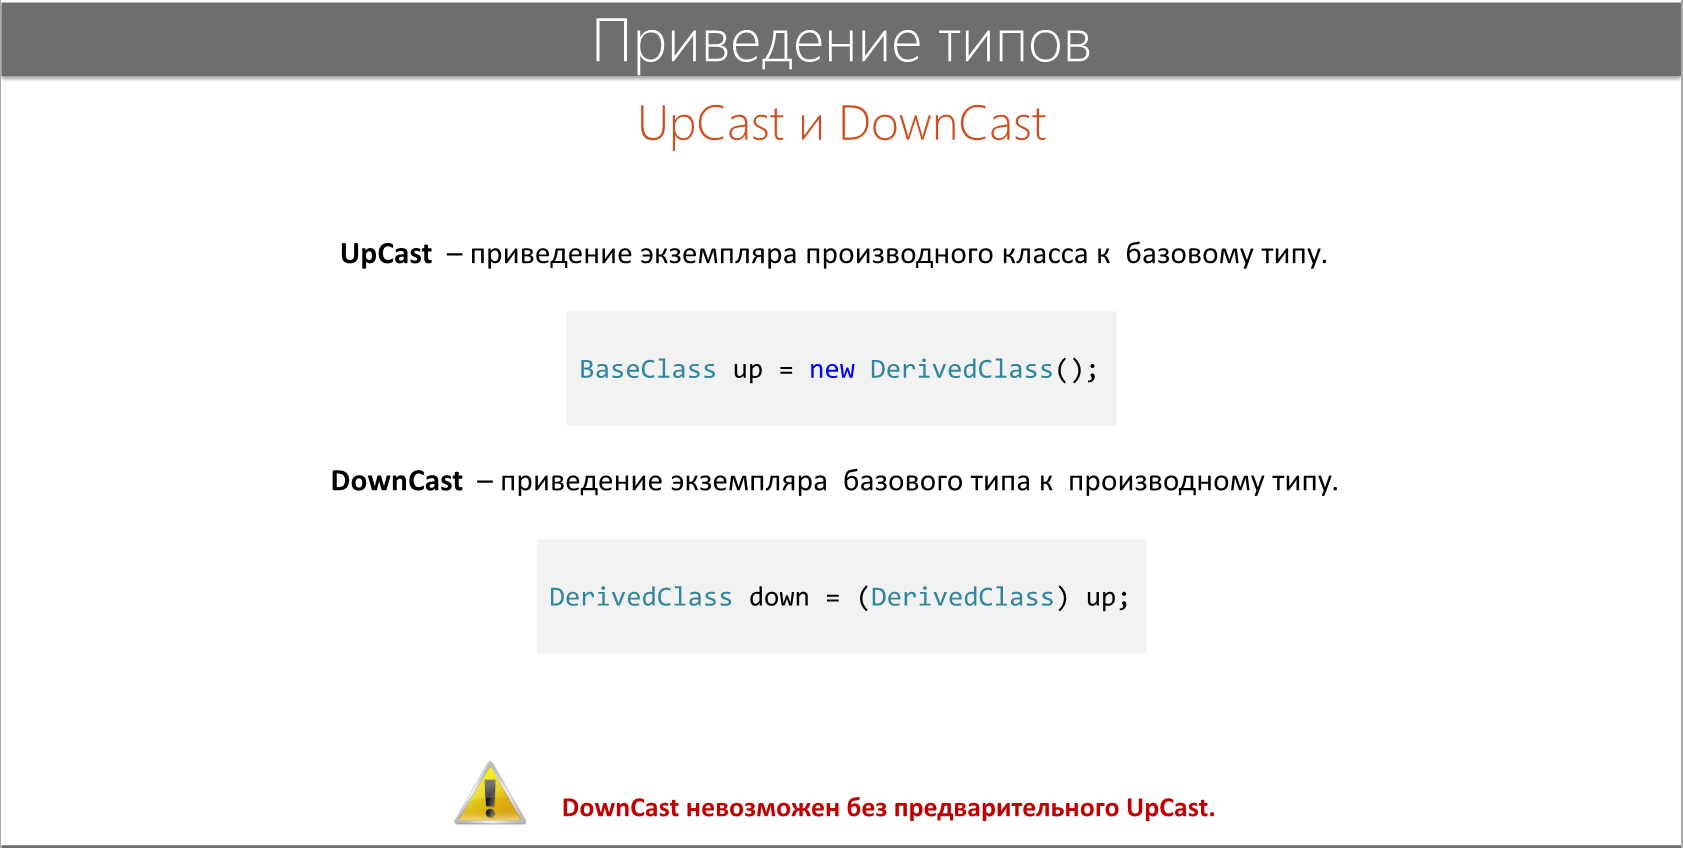 Приведение типов
UpCast и DownCast
UpCast – приведение экземпляра производного класса к базовому типу.
BaseClass up = new DerivedClass();
DownCast – приведение экземпляра базового типа к производному типу.
DerivedClass down = (DerivedClass) up;
DownCast невозможен без предварительного UpCast.